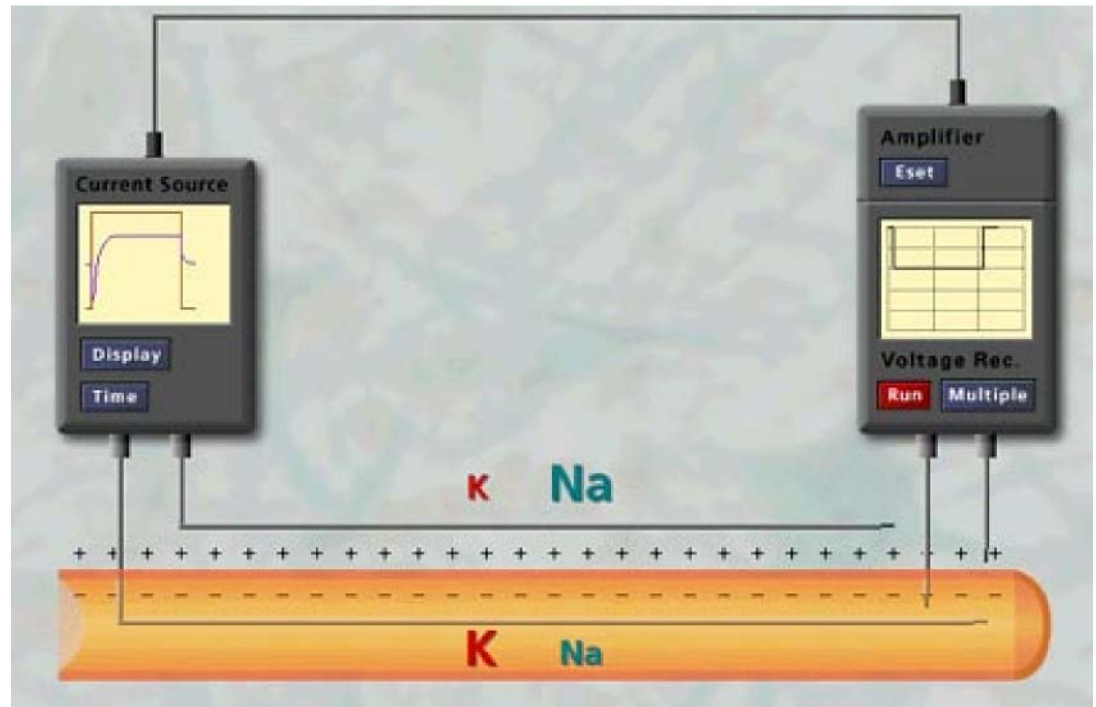 Amplifier
Eset
Current Source
Display
Time
Voltage Rec.
Run Multiple
K Na
+ + + + + + + + + + + + + + + + + + + + + + + + + + + +
- - - - - - - - - - - - - - - - - - - - - - - - - - - -
K Na